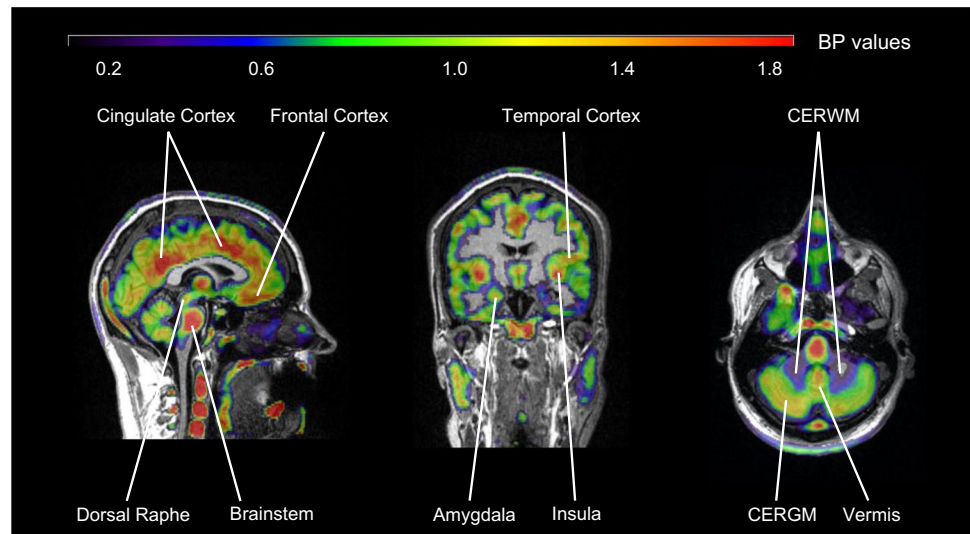 BP values
0.2 0.6 1.0 1.4 1.8
Cingulate Cortex Frontal Cortex Temporal Cortex CERWM
Dorsal Raphe Brainstem Amygdala Insula CERGM Vermis